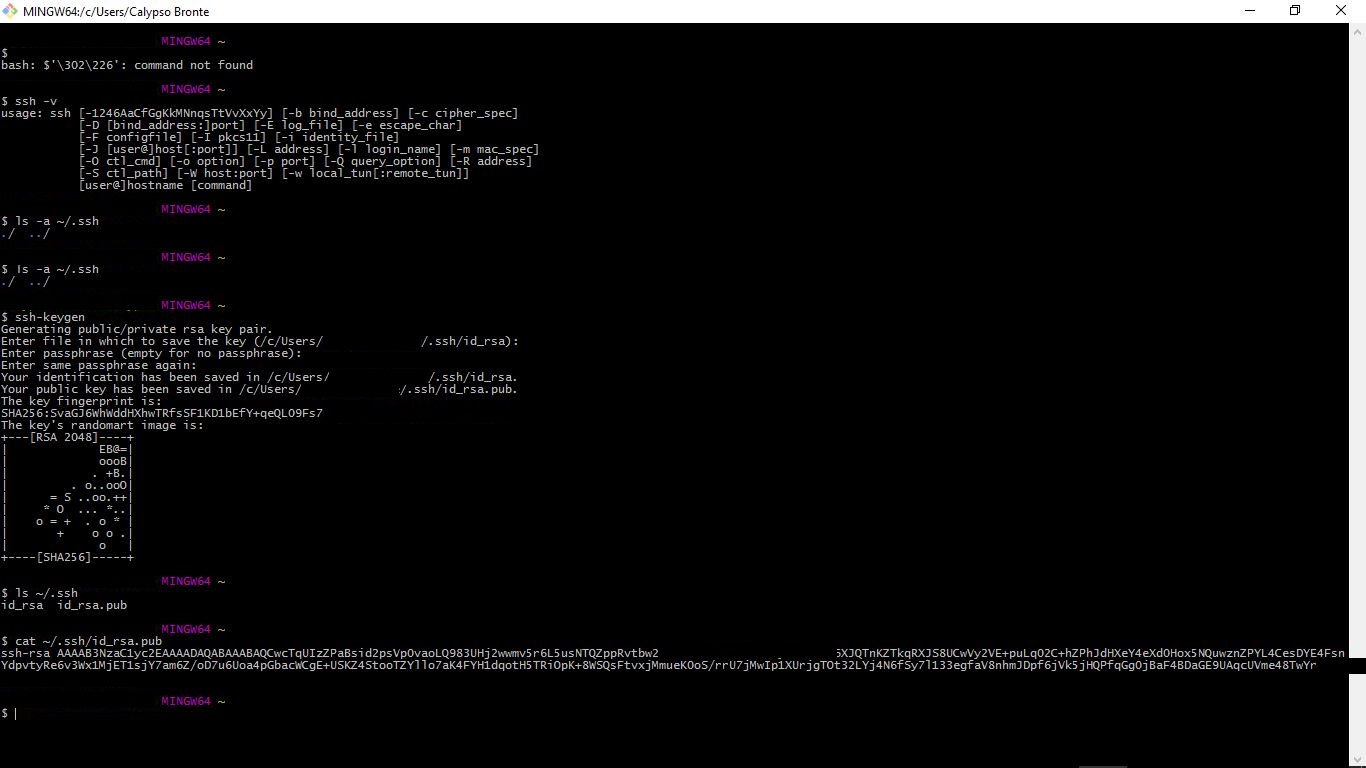 MINGW64:/c/Users/Calypso Bronte
MINGW64 ~
$
bash: $'\302\226': command not found
MINGW64 ~
$ ssh -v
usage: ssh [-1246AaCfGgKkMNnqsTtVvXxYy] [-b bind_address] [-c cipher_spec]
           [-D [bind_address:]port] [-E log_file] [-e escape_char]
           [-F configfile] [-I pkcs11] [-i identity_file]
           [-J [user@]host[:port]] [-L address] [-l login_name] [-m mac_spec]
           [-O ctl_cmd] [-o option] [-p port] [-Q query_option] [-R address]
           [-S ctl_path] [-W host:port] [-w local_tun[:remote_tun]]
           [user@]hostname [command]
MINGW64 ~
$ ls -a ~/.ssh
./  ../
MINGW64 ~
$ ls -a ~/.ssh
./  ../
MINGW64 ~
$ ssh-keygen
Generating public/private rsa key pair.
Enter file in which to save the key (/c/Users/ /.ssh/id_rsa):
Enter passphrase (empty for no passphrase):
Enter same passphrase again:
Your identification has been saved in /c/Users/ /.ssh/id_rsa.
Your public key has been saved in /c/Users/ /.ssh/id_rsa.pub.
The key fingerprint is:
SHA256:SvaGJ6WhWddHXhwTRfsSF1KD1bEfY+qeQLO9Fs7
The key's randomart image is:
+---[RSA 2048]----+
|             EB@=|
|             oooB|
|            . +B.|
|         . o..ooO|
|      = S ..oo.++|
|     * O  ... *..|
|    o = +  . o * |
|       +    o o .|
|             o   |
+----[SHA256]-----+
MINGW64 ~
$ ls ~/.ssh
id_rsa  id_rsa.pub
MINGW64 ~
$ cat ~/.ssh/id_rsa.pub
ssh-rsa AAAAB3NzaC1yc2EAAAADAQABAAABAQCwcTqUIzZPaBsid2psVpOvaoLQ983UHj2wwmv5r6L5usNTQZppRvtbw2 XJQTnKZTkqRXJS8UCwVy2VE+puLqO2C+hZPhJdHXeY4eXdOHox5NQuwznZPYL4CesDYE4Fsn
YdpvtyRe6v3Wx1MjET1sjY7am6Z/oD7u6Uoa4pGbacWCgE+USKZ4StooTZYllo7aK4FYH1dqotH5TRiOpK+8WSQsFtvxjMmueKOoS/rrU7jMwIp1XUrjgTOt32LYj4N6fSy7l133egfaV8nhmJDpf6jVk5jHQPfqGgOjBaF4BDaGE9UAqcUVme48TwYr
MINGW64 ~
$